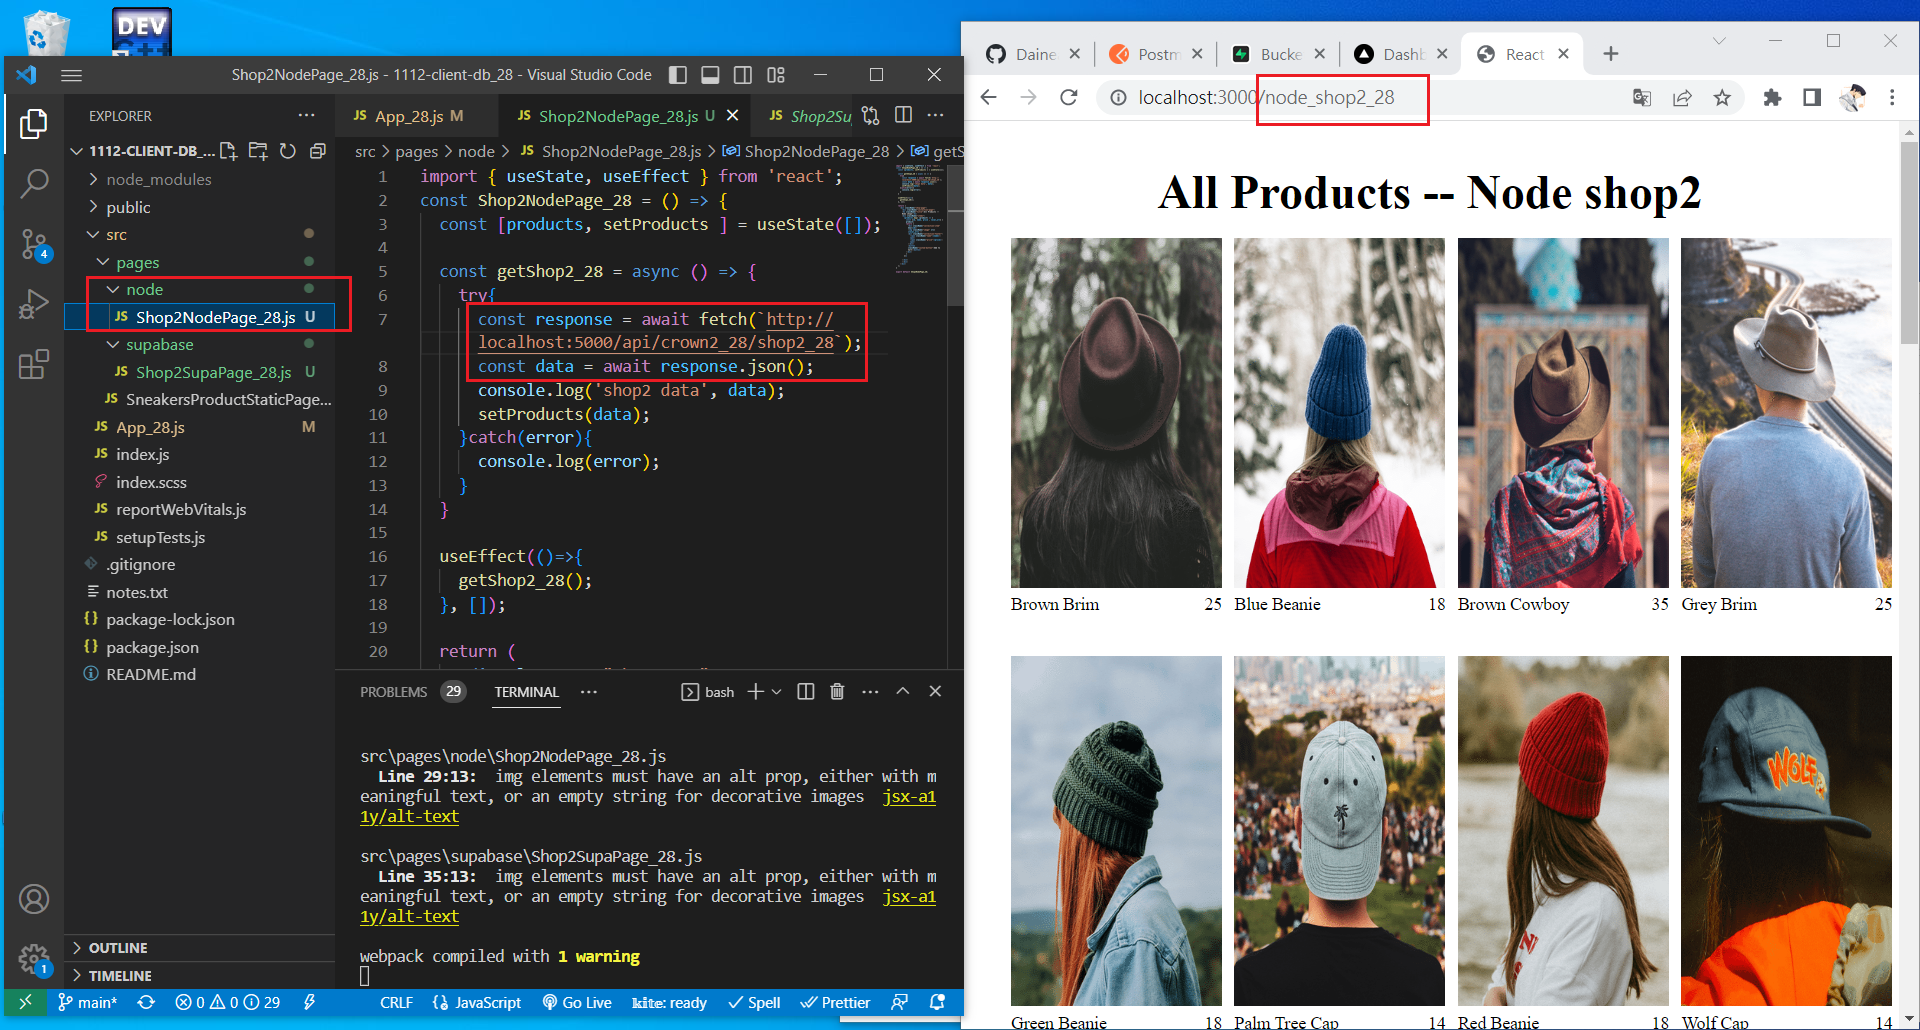 DEV
C++
Shop2NodePage_28.js - 1112-client-db_28 - Visual Studio Code
EXPLORER
1112-CLIENT-DB_...
node_modules
public
src
pages
node
JS Shop2NodePage_28.js U
supabase
JS Shop2SupaPage_28.js U
JS SneakersProductStaticPage...
JS App_28.js M
JS index.js
index.scss
JS reportWebVitals.js
JS setupTests.js
.gitignore
notes.txt
{} package-lock.json
{} package.json
README.md
OUTLINE
TIMELINE
4
1
JS App_28.js M
JS Shop2NodePage_28.js U
JS Shop2Su
src > pages > node > JS Shop2NodePage_28.js > Shop2NodePage_28 > getS
1 import { useState, useEffect } from 'react';
2 const Shop2NodePage_28 = () => {
3 const [products, setProducts ] = useState([]);
4
5 const getShop2_28 = async () => {
6 try{
7 const response = await fetch(`http://
localhost:5000/api/crown2_28/shop2_28`);
8 const data = await response.json();
9 console.log('shop2 data', data);
10 setProducts(data);
11 }catch(error){
12 console.log(error);
13 }
14 }
15
16 useEffect(()=>{
17 getShop2_28();
18 }, []);
19
20 return (
PROBLEMS 29 TERMINAL
bash
src\pages\node\Shop2NodePage_28.js
Line 29:13: img elements must have an alt prop, either with m
eaningful text, or an empty string for decorative images jsx-a1
1y/alt-text
src\pages\supabase\Shop2SupaPage_28.js
Line 35:13: img elements must have an alt prop, either with m
eaningful text, or an empty string for decorative images jsx-a1
1y/alt-text
webpack compiled with 1 warning
main* 0 0 29 CRLF JavaScript Go Live kite: ready Spell Prettier
Daine
Postm
Bucke
Dashb
React
localhost:3000/node_shop2_28
All Products -- Node shop2
Brown Brim 25
Blue Beanie 18
Brown Cowboy 35
Grey Brim 25
WOLF
Green Beanie 18
Palm Tree Cap 14
Red Beanie 18
Wolf Cap 14